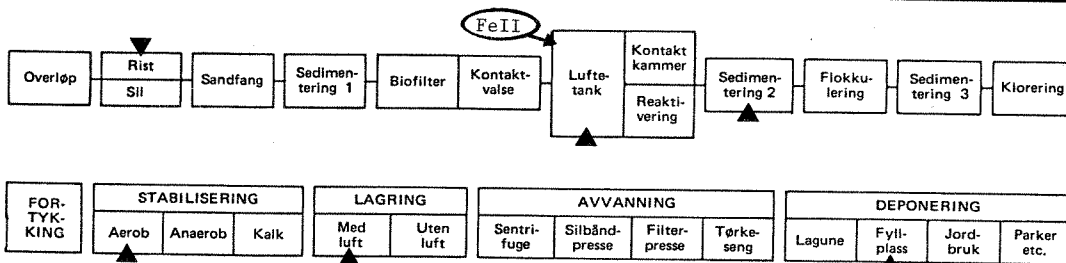 FeII
Overløp
Rist
Sil
Sandfang
Sedimen-
tering 1
Biofilter
Kontakt-
valse
Lufte-
tank
Kontakt
kammer
Reakti-
vering
Sedimen-
tering 2
Flokku-
lering
Sedimen-
tering 3
Klorering
FOR-
TYK-
KING
STABILISERING
Aerob
Anaerob
Kalk
LAGRING
Med
luft
Uten
luft
AVVANNING
Sentri-
fuge
Silbånd-
presse
Filter-
presse
Tørke-
seng
DEPONERING
Lagune
Fyll-
plass
Jord-
bruk
Parker
etc.